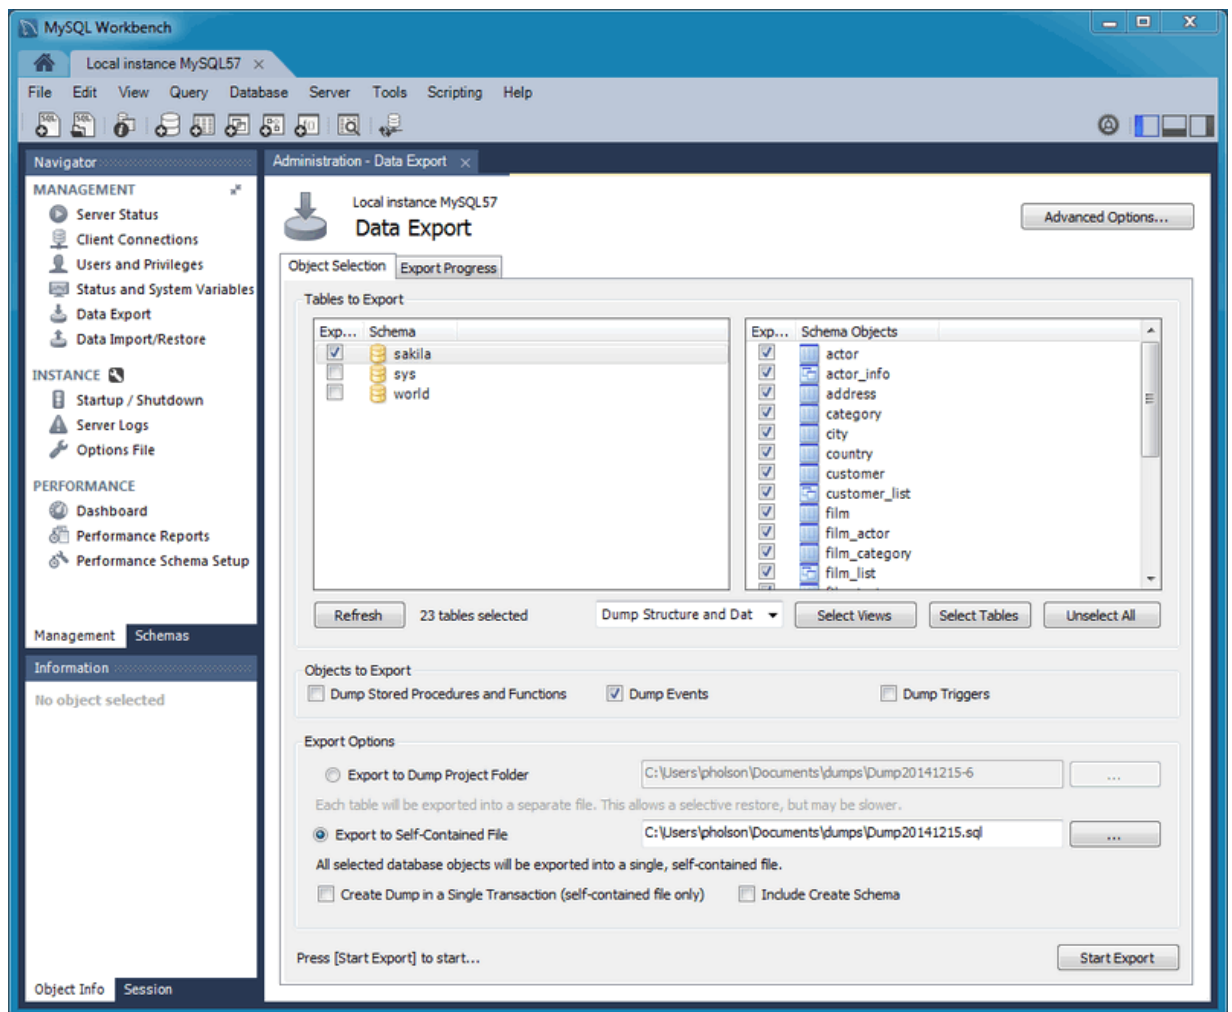 MySQL Workbench
Local instance MySQL57
File Edit View Query Database Server Tools Scripting Help
Navigator
MANAGEMENT
Server Status
Client Connections
Users and Privileges
Status and System Variables
Data Export
Data Import/Restore
INSTANCE
Startup / Shutdown
Server Logs
Options File
PERFORMANCE
Dashboard
Performance Reports
Performance Schema Setup
Management Schemas
Information
No object selected
Object Info Session
Administration - Data Export
Local instance MySQL57
Data Export
Advanced Options...
Object Selection Export Progress
Tables to Export
Exp... Schema
sakila
sys
world
Exp... Schema Objects
actor
actor_info
address
category
city
country
customer
customer_list
film
film_actor
film_category
film_list
Refresh 23 tables selected Dump Structure and Dat Select Views Select Tables Unselect All
Objects to Export
Dump Stored Procedures and Functions Dump Events Dump Triggers
Export Options
Export to Dump Project Folder C:\Users\pholson\Documents\dumps\Dump20141215-6 ...
Each table will be exported into a separate file. This allows a selective restore, but may be slower.
Export to Self-Contained File C:\Users\pholson\Documents\dumps\Dump20141215.sql ...
All selected database objects will be exported into a single, self-contained file.
Create Dump in a Single Transaction (self-contained file only) Include Create Schema
Press [Start Export] to start... Start Export